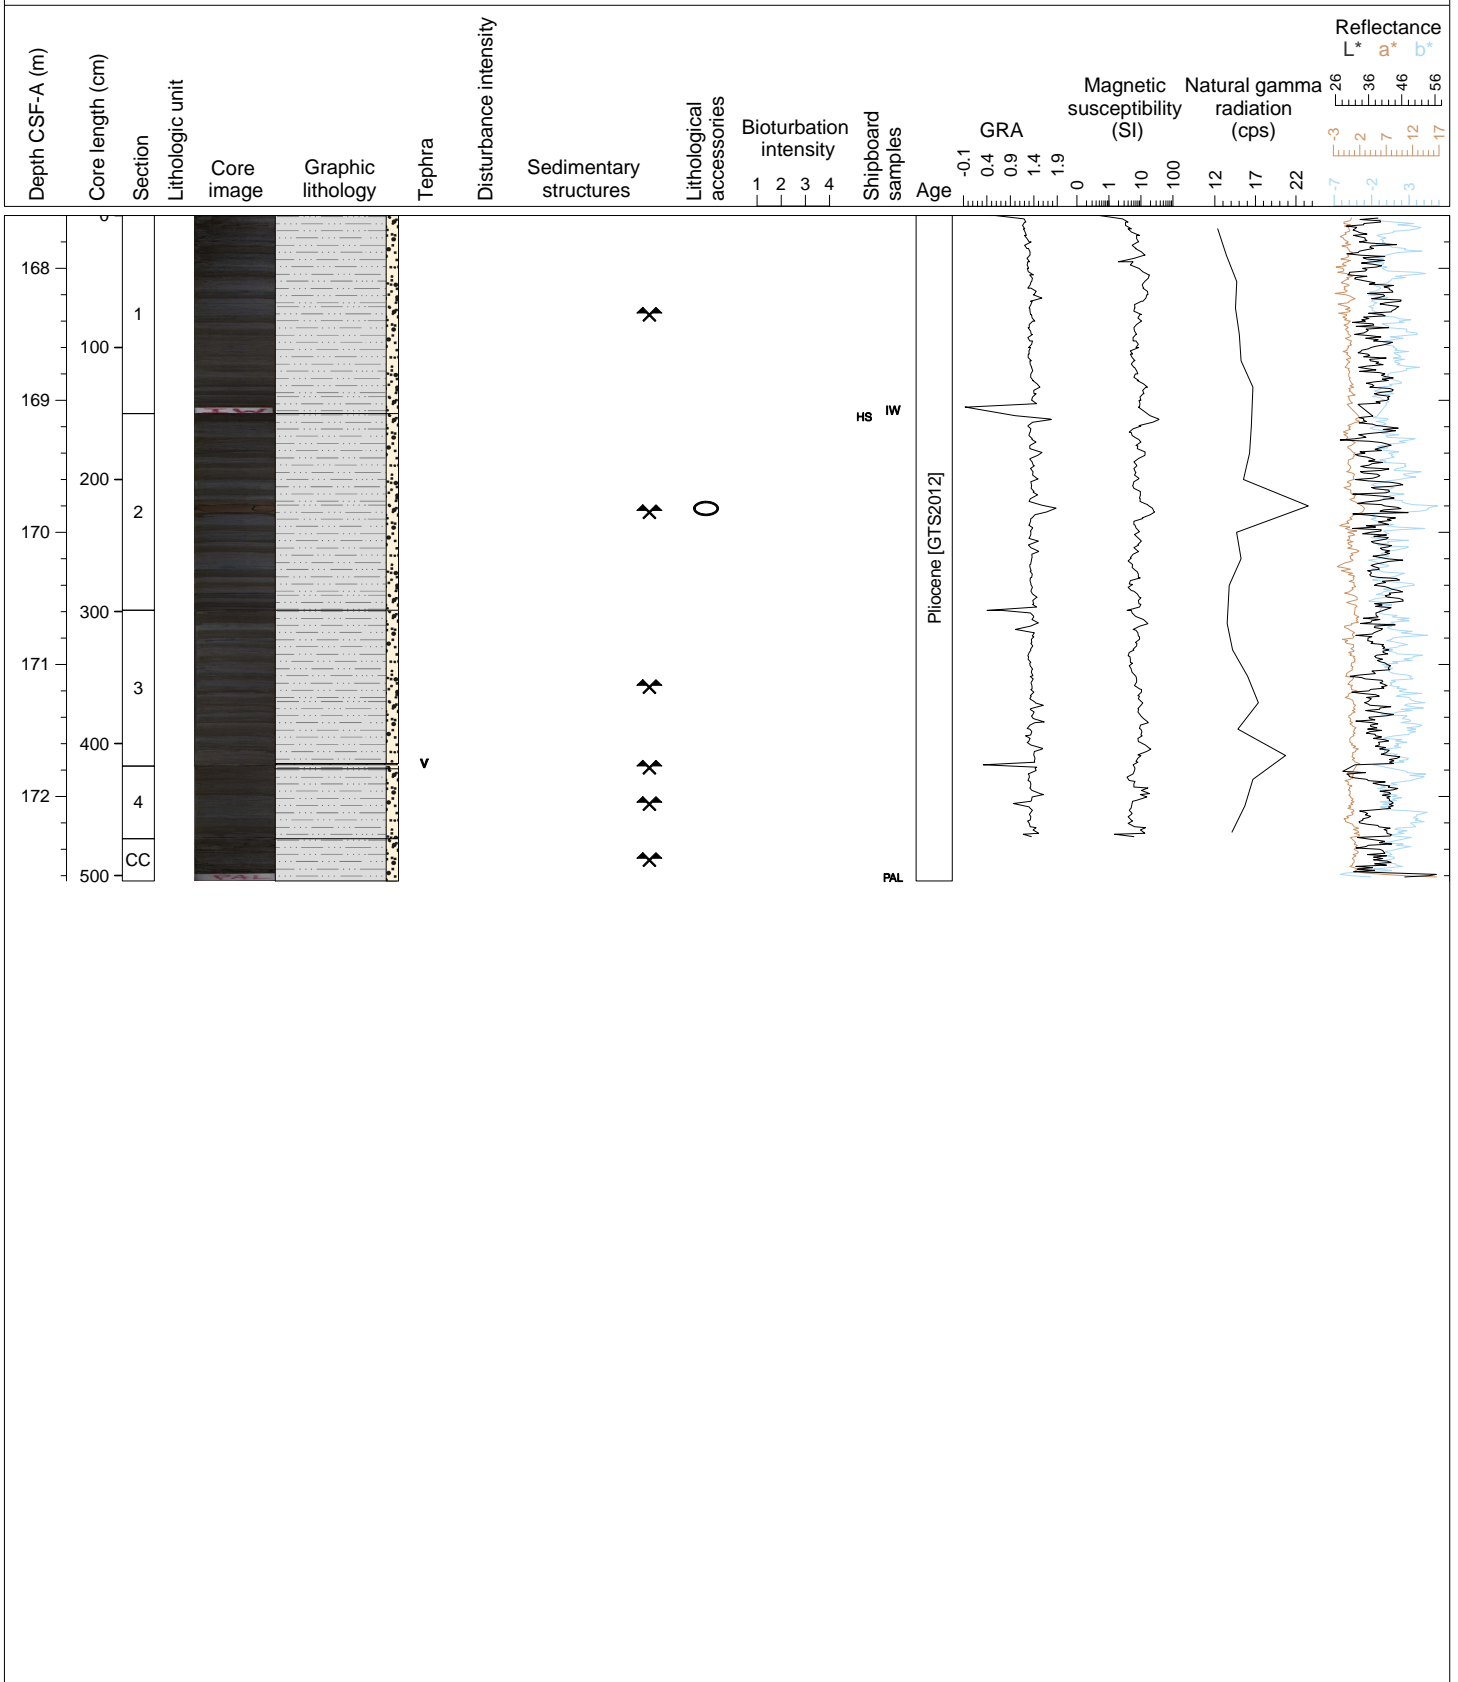 Depth CSF-A (m)
Core length (cm)
Section
Lithologic unit
Core
image
Graphic
lithology
Tephra
Disturbance intensity
Sedimentary
structures
Lithological
accessories
Bioturbation
intensity
1 2 3 4
Shipboard
samples
Age
GRA
-0.1 0.4 0.9 1.4 1.9
Magnetic
susceptibility
(SI)
0 1 10 100
Natural gamma
radiation
(cps)
12 17 22
Reflectance
L* a* b*
26 36 46 56
-3 2 7 12 17
-7 -2 3
0
168
1
100
169
IW
HS
200
2
170
300
171
3
400
V
172
4
CC
500
PAL
Pliocene [GTS2012]